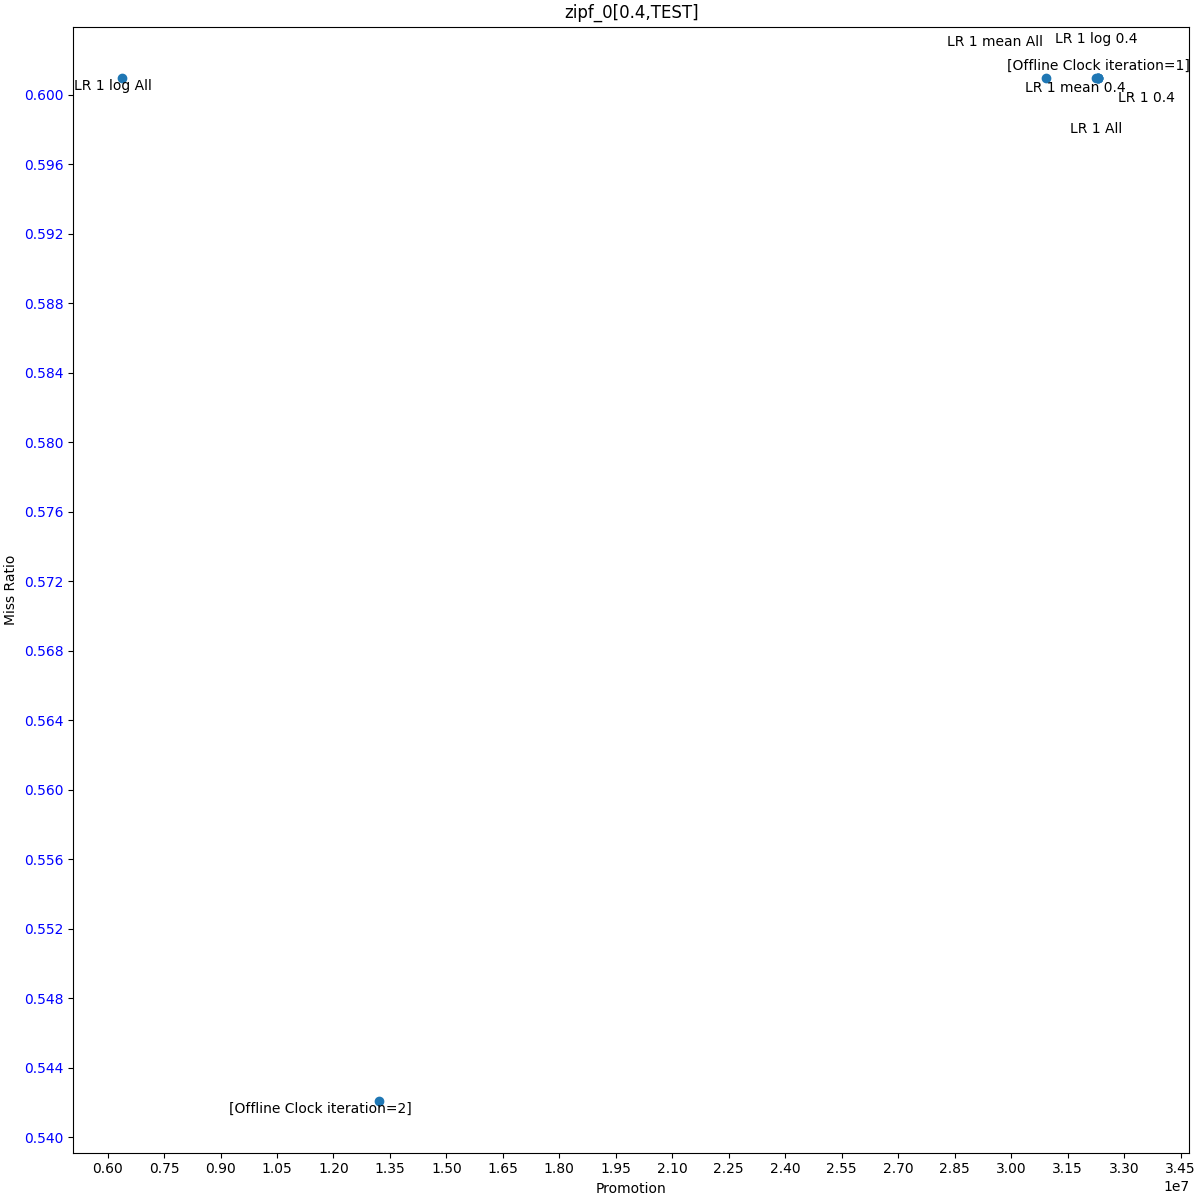 zipf_0[0.4,TEST]
LR 1 mean All
LR 1 log 0.4
[Offline Clock iteration=1]
LR 1 log All
LR 1 mean 0.4
LR 1 0.4
LR 1 All
0.600
0.596
0.592
0.588
0.584
0.580
0.576
0.572
0.568
0.564
0.560
0.556
0.552
0.548
0.544
0.540
Miss Ratio
[Offline Clock iteration=2]
0.60 0.75 0.90 1.05 1.20 1.35 1.50 1.65 1.80 1.95 2.10 2.25 2.40 2.55 2.70 2.85 3.00 3.15 3.30 3.45
1e7
Promotion